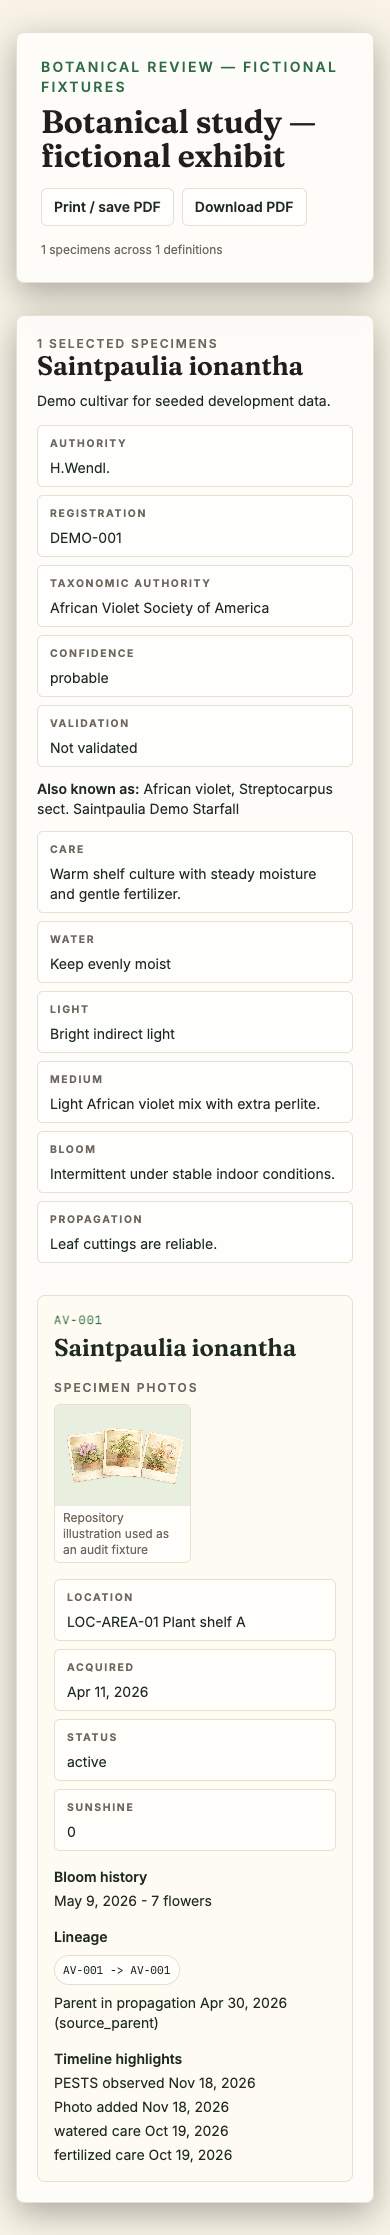 BOTANICAL REVIEW — FICTIONAL
FIXTURES
Botanical study —
fictional exhibit
Print / save PDF
Download PDF
1 specimens across 1 definitions
1 SELECTED SPECIMENS
Saintpaulia ionantha
Demo cultivar for seeded development data.
AUTHORITY
H.Wendl.
REGISTRATION
DEMO-001
TAXONOMIC AUTHORITY
African Violet Society of America
CONFIDENCE
probable
VALIDATION
Not validated
Also known as: African violet, Streptocarpus
sect. Saintpaulia Demo Starfall
CARE
Warm shelf culture with steady moisture
and gentle fertilizer.
WATER
Keep evenly moist
LIGHT
Bright indirect light
MEDIUM
Light African violet mix with extra perlite.
BLOOM
Intermittent under stable indoor conditions.
PROPAGATION
Leaf cuttings are reliable.
AV-001
Saintpaulia ionantha
SPECIMEN PHOTOS
Repository
illustration used as
an audit fixture
LOCATION
LOC-AREA-01 Plant shelf A
ACQUIRED
Apr 11, 2026
STATUS
active
SUNSHINE
0
Bloom history
May 9, 2026 - 7 flowers
Lineage
AV-001 -> AV-001
Parent in propagation Apr 30, 2026
(source_parent)
Timeline highlights
PESTS observed Nov 18, 2026
Photo added Nov 18, 2026
watered care Oct 19, 2026
fertilized care Oct 19, 2026